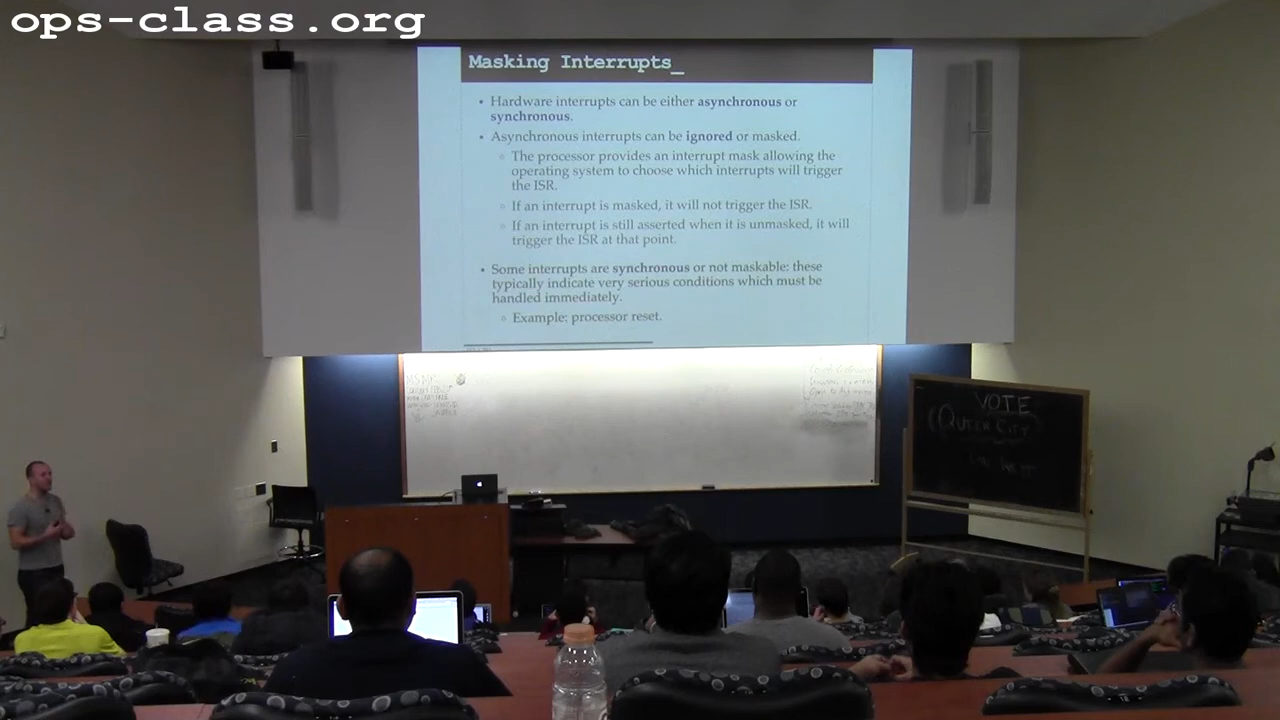 ops-class.org
Masking Interrupts_
• Hardware interrupts can be either asynchronous or
synchronous.
• Asynchronous interrupts can be ignored or masked.
◦ The processor provides an interrupt mask allowing the
operating system to choose which interrupts will trigger
the ISR.
◦ If an interrupt is masked, it will not trigger the ISR.
◦ If an interrupt is still asserted when it is unmasked, it will
trigger the ISR at that point.
• Some interrupts are synchronous or not maskable: these
typically indicate very serious conditions which must be
handled immediately.
◦ Example: processor reset.
VOTE